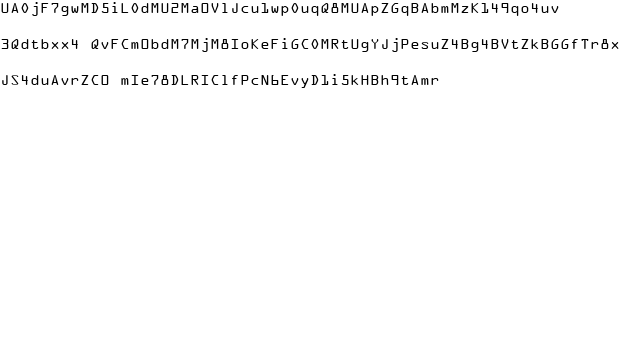 UA0jF7gwMD5iL0dMU2MaOV1Jcu1wp0uqQ8MUApZGqBAbmMzK149qo4uv
3Qdtbxx4 QvFCmObdM7MjM8IoKeFiGC0MRtUgYJjPesuZ4Bg4BVtZkBGGfTr8x
JS4duAvrZCO mIe78DLRIC1fPcN6EvyD1i5kHBh9tAmr